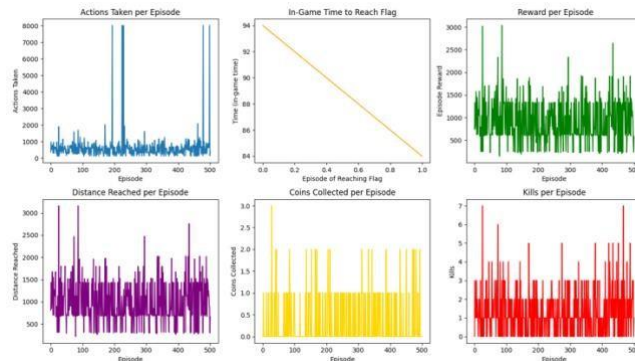 Actions Taken per Episode
8000
7000
6000
5000
4000
3000
2000
1000
0
Actions Taken
0 100 200 300 400 500
Episode
In-Game Time to Reach Flag
94
92
90
88
86
84
Time (in-game time)
0.0 0.2 0.4 0.6 0.8 1.0
Episode of Reaching Flag
Reward per Episode
3000
2500
2000
1500
1000
500
Episode Reward
0 100 200 300 400 500
Episode
Distance Reached per Episode
3000
2500
2000
1500
1000
500
Distance Reached
0 100 200 300 400 500
Episode
Coins Collected per Episode
3.0
2.5
2.0
1.5
1.0
0.5
0.0
Coins Collected
0 100 200 300 400 500
Episode
Kills per Episode
7
6
5
4
3
2
1
0
Kills
0 100 200 300 400 500
Episode